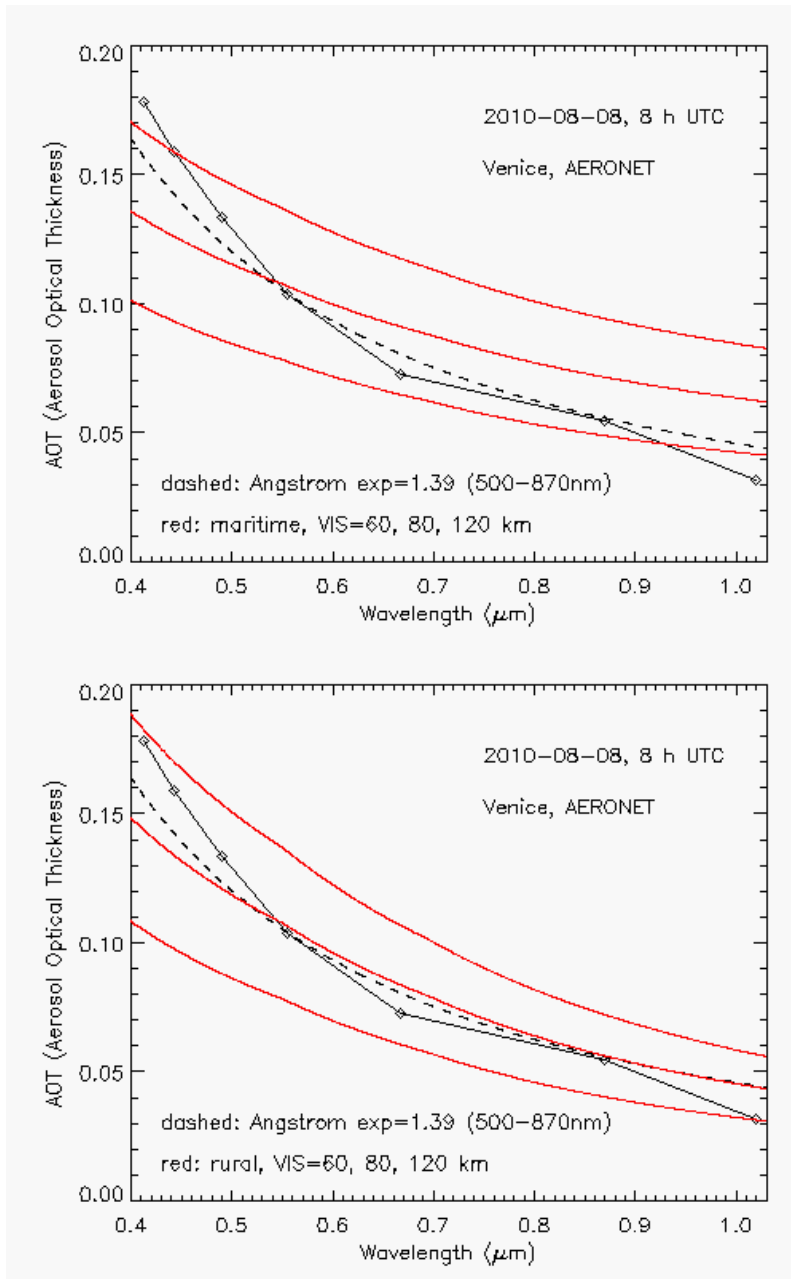 0.20
0.15
0.10
0.05
0.00
AOT (Aerosol Optical Thickness)
2010-08-08, 8 h UTC
Venice, AERONET
dashed: Angstrom exp=1.39 (500-870nm)
red: maritime, VIS=60, 80, 120 km
0.4 0.5 0.6 0.7 0.8 0.9 1.0
Wavelength (μm)
0.20
0.15
0.10
0.05
0.00
AOT (Aerosol Optical Thickness)
2010-08-08, 8 h UTC
Venice, AERONET
dashed: Angstrom exp=1.39 (500-870nm)
red: rural, VIS=60, 80, 120 km
0.4 0.5 0.6 0.7 0.8 0.9 1.0
Wavelength (μm)